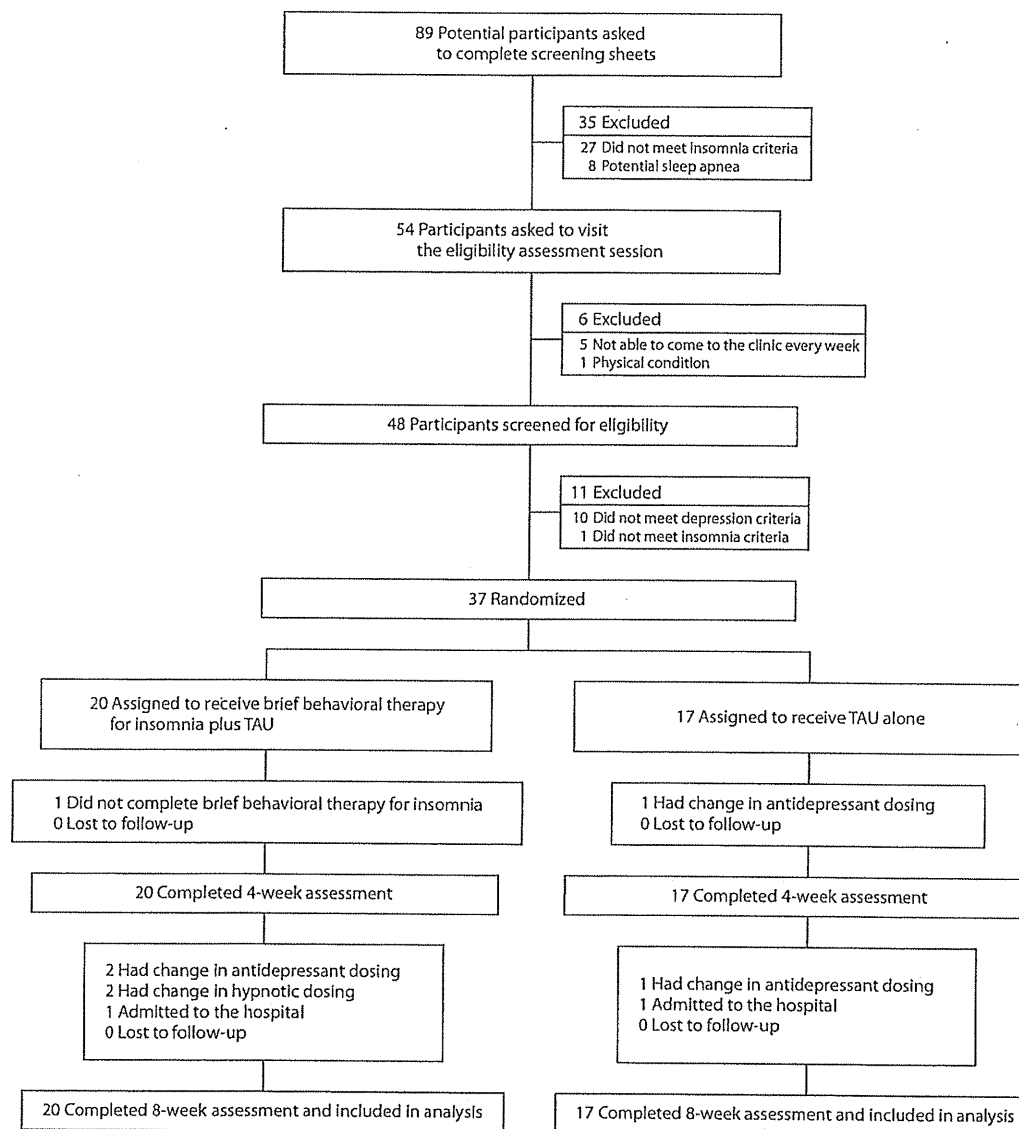 89 Potential participants asked
to complete screening sheets
35 Excluded
27 Did not meet insomnia criteria
8 Potential sleep apnea
54 Participants asked to visit
the eligibility assessment session
6 Excluded
5 Not able to come to the clinic every week
1 Physical condition
48 Participants screened for eligibility
11 Excluded
10 Did not meet depression criteria
1 Did not meet insomnia criteria
37 Randomized
20 Assigned to receive brief behavioral therapy
for insomnia plus TAU
17 Assigned to receive TAU alone
1 Did not complete brief behavioral therapy for insomnia
0 Lost to follow-up
1 Had change in antidepressant dosing
0 Lost to follow-up
20 Completed 4-week assessment
17 Completed 4-week assessment
2 Had change in antidepressant dosing
2 Had change in hypnotic dosing
1 Admitted to the hospital
0 Lost to follow-up
1 Had change in antidepressant dosing
1 Admitted to the hospital
0 Lost to follow-up
20 Completed 8-week assessment and included in analysis
17 Completed 8-week assessment and included in analysis